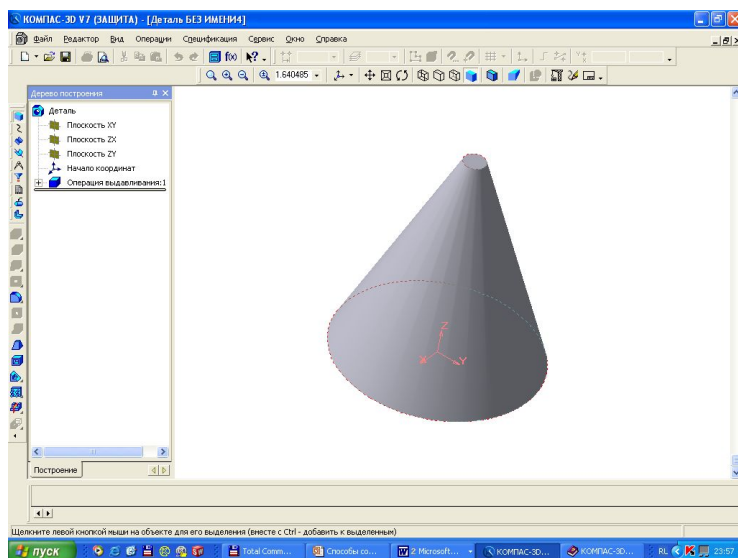 КОМПАС-3D V7 (ЗАЩИТА) - [Деталь БЕЗ ИМЕНИ4]
Файл Редактор Вид Операции Спецификация Сервис Окно Справка
f(x)
1.640485
Дерево построения
Деталь
Плоскость XY
Плоскость ZX
Плоскость ZY
Начало координат
Операция выдавливания:1
Z
X Y
Построение
Щелкните левой кнопкой мыши на объекте для его выделения (вместе с Ctrl - добавить к выделенным)
пуск Total Comm... Способы со... 2 Microsoft... КОМПАС-3D... КОМПАС-3D... RL 23:57